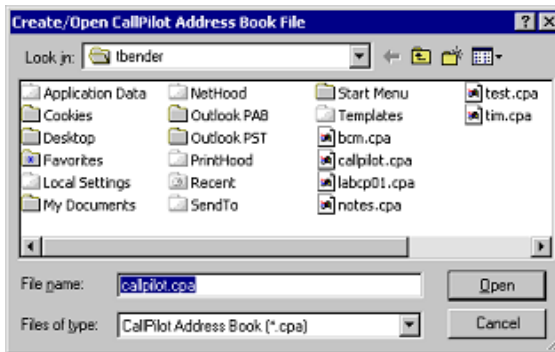 Create/Open CallPilot Address Book File
Look in: tbender
Application Data NetHood Start Menu test.cpa
Cookies Outlook PAB Templates tim.cpa
Desktop Outlook PST bcm.cpa
Favorites PrintHood callpilot.cpa
Local Settings Recent labcp01.cpa
My Documents SendTo notes.cpa
File name: callpilot.cpa Open
Files of type: CallPilot Address Book (*.cpa) Cancel